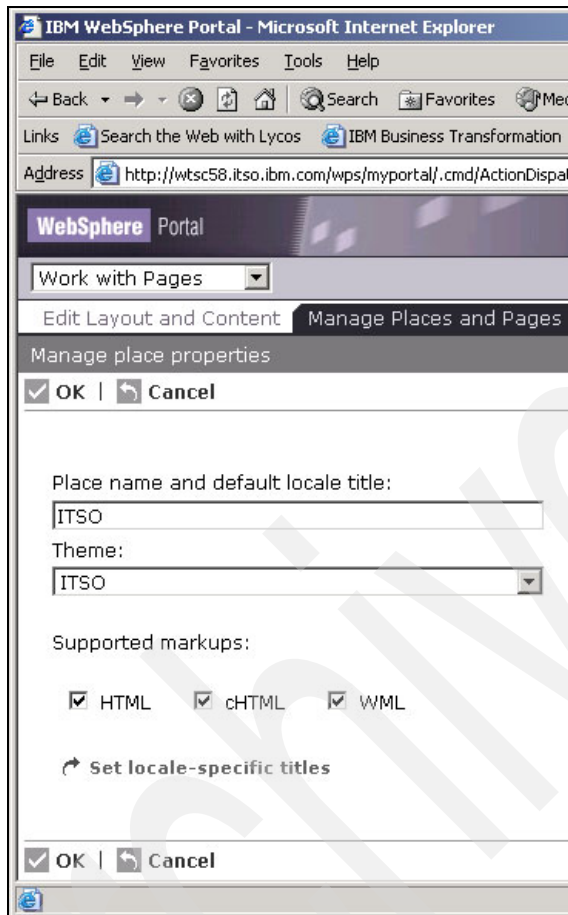 IBM WebSphere Portal - Microsoft Internet Explorer
File Edit View Favorites Tools Help
Back Search Favorites Med
Links Search the Web with Lycos IBM Business Transformation
Address http://wtsc58.itso.ibm.com/wps/myportal/.cmd/ActionDispat
WebSphere Portal
Work with Pages
Edit Layout and Content Manage Places and Pages
Manage place properties
OK | Cancel
Place name and default locale title:
ITSO
Theme:
ITSO
Supported markups:
HTML cHTML WML
Set locale-specific titles
OK | Cancel